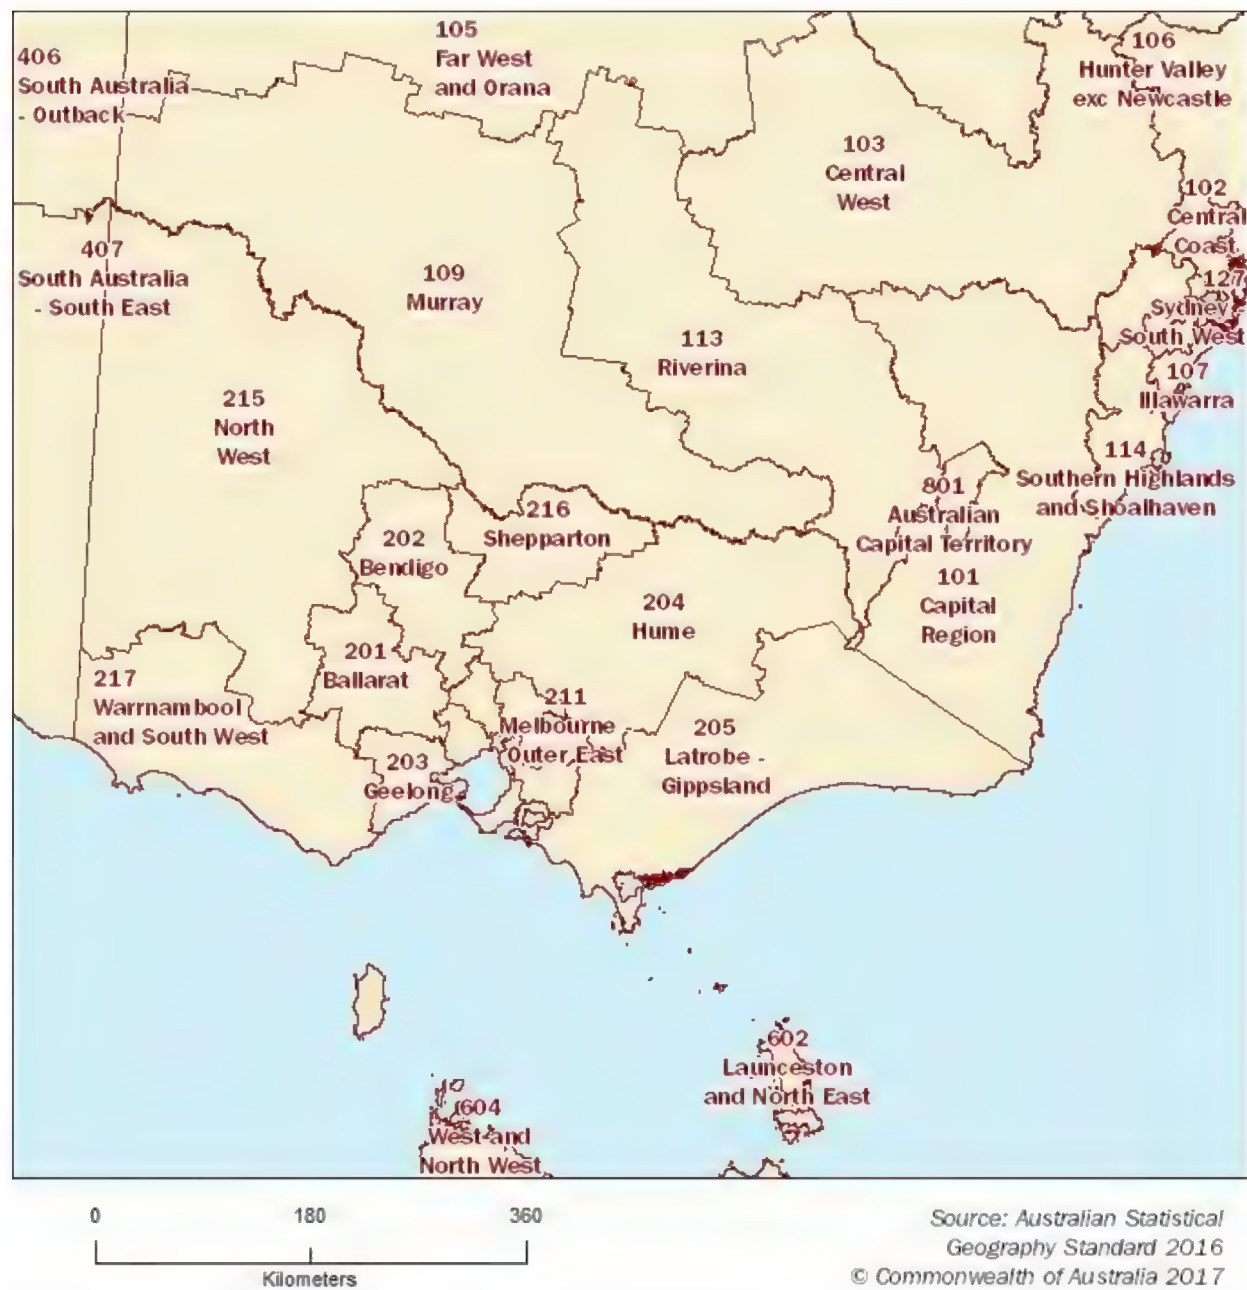 105
Far West
and Orana
406
South Australia
- Outback
106
Hunter Valley
exc Newcastle
103
Central
West
102
Central
Coast
407
South Australia
- South East
109
Murray
127
Sydney
South West
113
Riverina
107
Illawarra
215
North
West
114
Southern Highlands
and Shoalhaven
801
Australian
Capital Territory
216
Shepparton
202
Bendigo
101
Capital
Region
204
Hume
201
Ballarat
217
Warrnambool
and South West
211
Melbourne
Outer East
205
Latrobe -
Gippsland
203
Geelong
602
Launceston
and North East
604
West and
North West
0 180 360
Kilometers
Source: Australian Statistical
Geography Standard 2016
© Commonwealth of Australia 2017